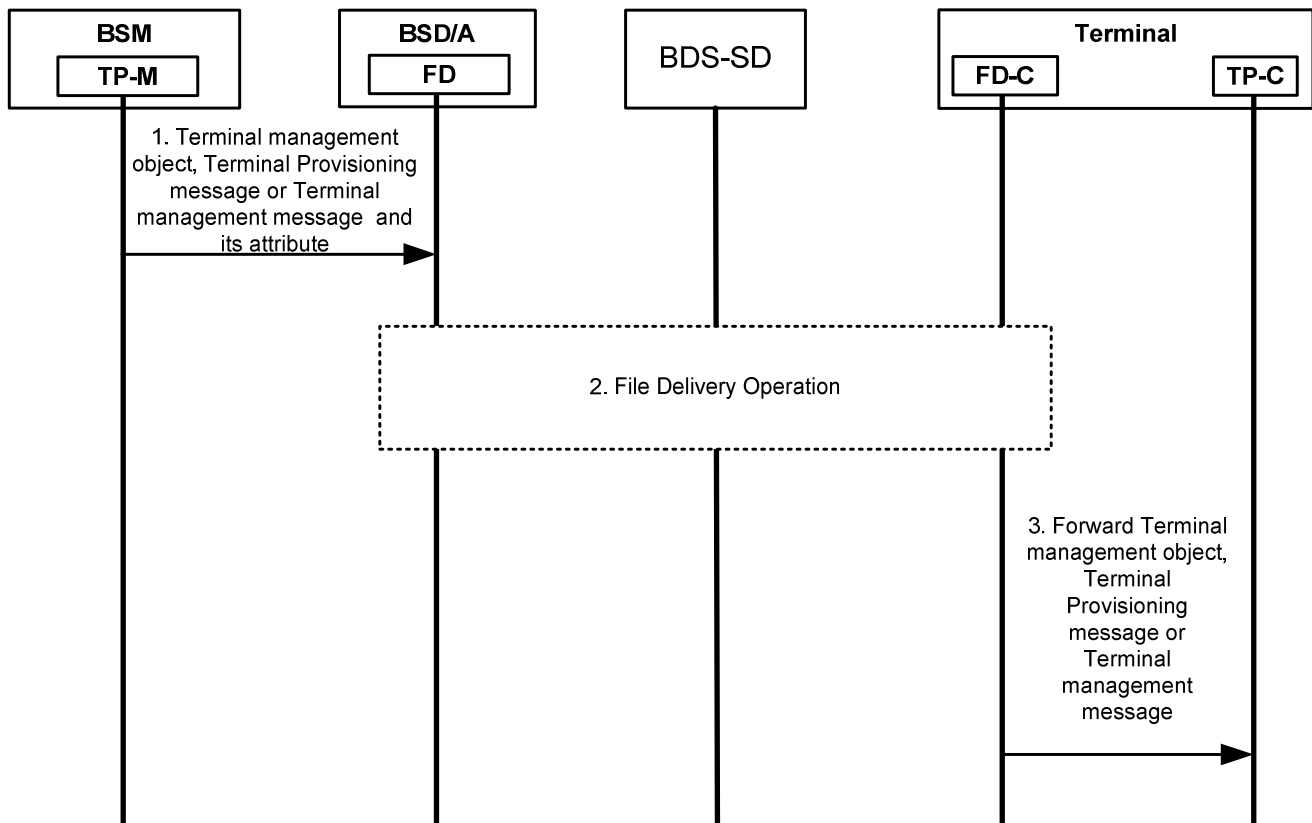 BSM
TP-M
BSD/A
FD
BDS-SD
Terminal
FD-C
TP-C
1. Terminal management
object, Terminal Provisioning
message or Terminal
management message and
its attribute
2. File Delivery Operation
3. Forward Terminal
management object,
Terminal
Provisioning
message or
Terminal
management
message